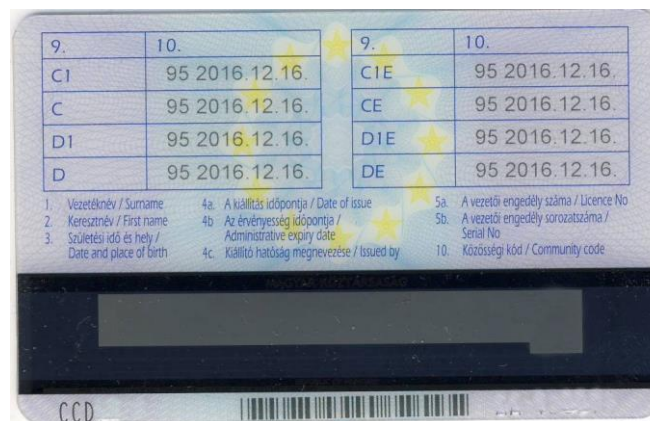 9. 10. 9. 10.
C1 95 2016.12.16. C1E 95 2016.12.16.
C 95 2016.12.16. CE 95 2016.12.16.
D1 95 2016.12.16. D1E 95 2016.12.16.
D 95 2016.12.16. DE 95 2016.12.16.
1. Vezetéknév / Surname 4a. A kiállítás időpontja / Date of issue 5a. A vezetői engedély száma / Licence No
2. Keresztnév / First name 4b Az érvényesség időpontja / 5b. A vezetői engedély sorozatszáma /
3. Születési idő és hely / Administrative expiry date Serial No
Date and place of birth 4c. Kiállító hatóság megnevezése / Issued by 10. Közösségi kód / Community code
MAGYAR KÖZTÁRSASÁG
CCD